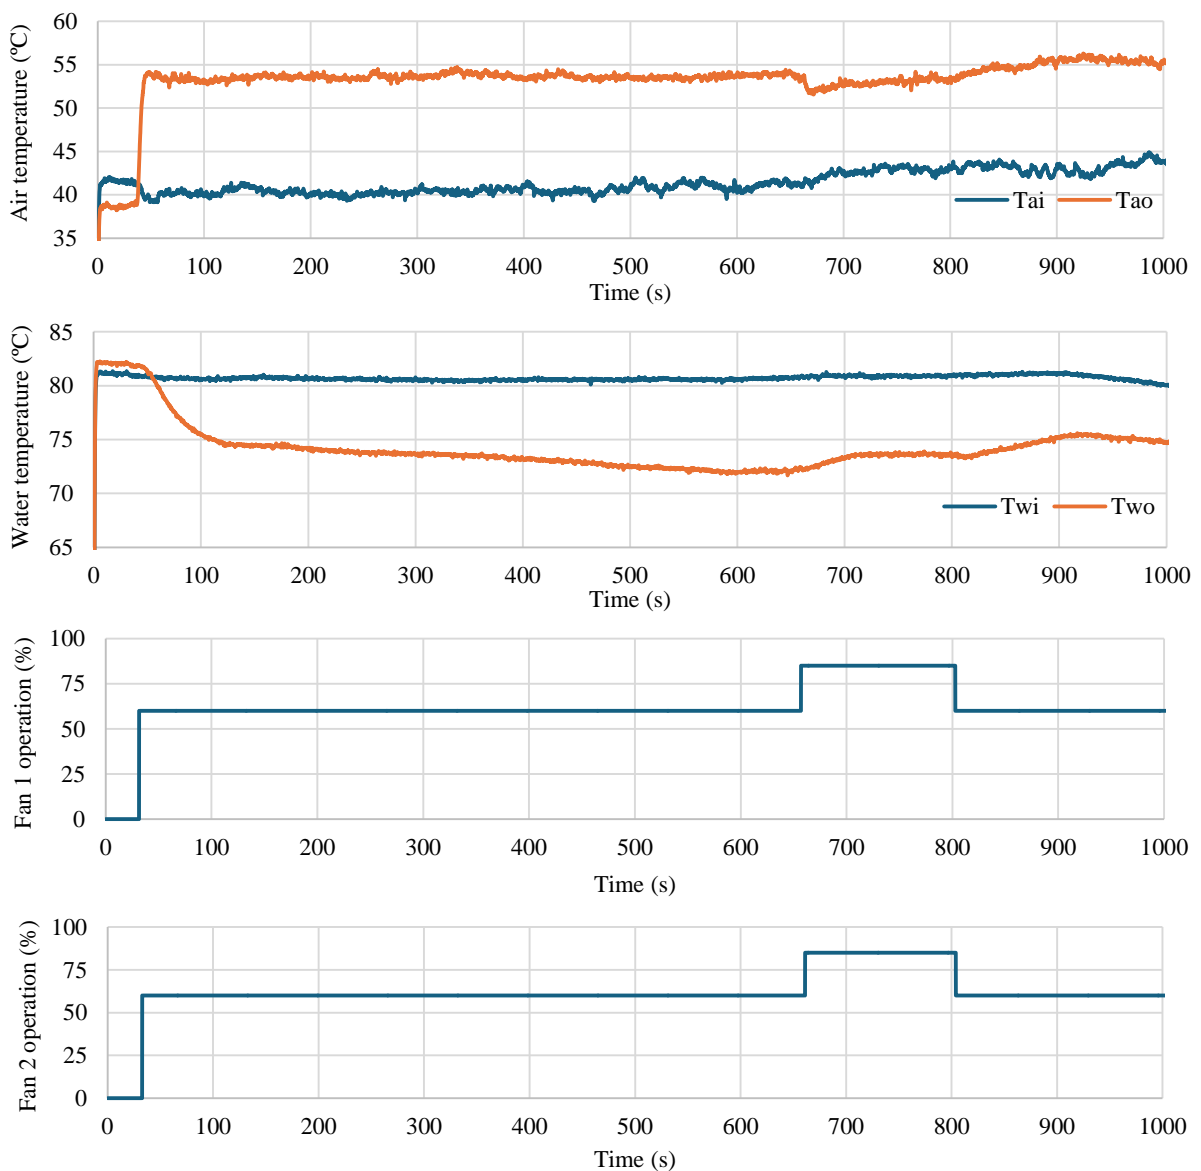 Air temperature (ºC)
60
55
50
45
40
35
Tai Tao
0 100 200 300 400 500 600 700 800 900 1000
Time (s)
Water temperature (ºC)
85
80
75
70
65
Twi Two
0 100 200 300 400 500 600 700 800 900 1000
Time (s)
Fan 1 operation (%)
100
75
50
25
0
0 100 200 300 400 500 600 700 800 900 1000
Time (s)
Fan 2 operation (%)
100
75
50
25
0
0 100 200 300 400 500 600 700 800 900 1000
Time (s)